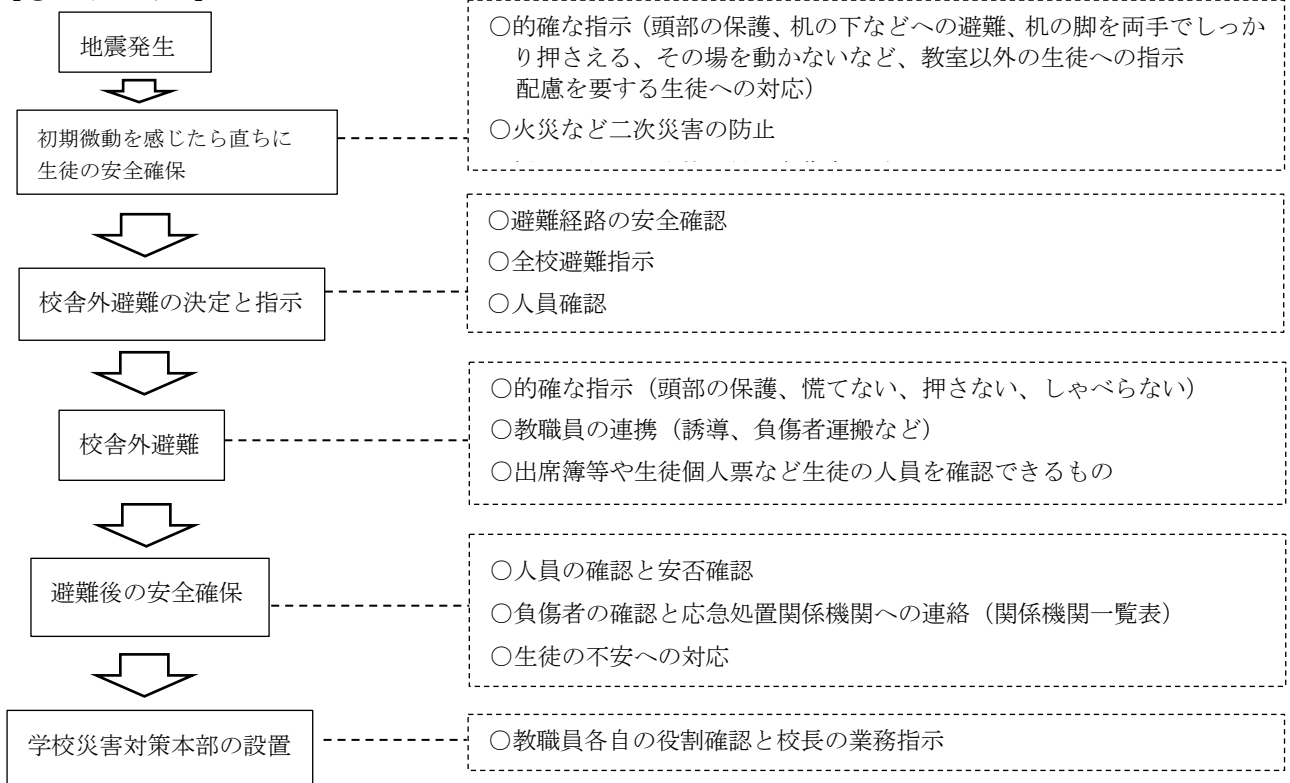 地震発生
○的確な指示（頭部の保護、机の下などへの避難、机の脚を両手でしっか
り押さえる、その場を動かないなど、教室以外の生徒への指示
配慮を要する生徒への対応）
○火災など二次災害の防止
初期微動を感じたら直ちに
生徒の安全確保
○避難経路の安全確認
○全校避難指示
○人員確認
校舎外避難の決定と指示
○的確な指示（頭部の保護、慌てない、押さない、しゃべらない）
○教職員の連携（誘導、負傷者運搬など）
○出席簿等や生徒個人票など生徒の人員を確認できるもの
校舎外避難
○人員の確認と安否確認
○負傷者の確認と応急処置関係機関への連絡（関係機関一覧表）
○生徒の不安への対応
避難後の安全確保
学校災害対策本部の設置
○教職員各自の役割確認と校長の業務指示